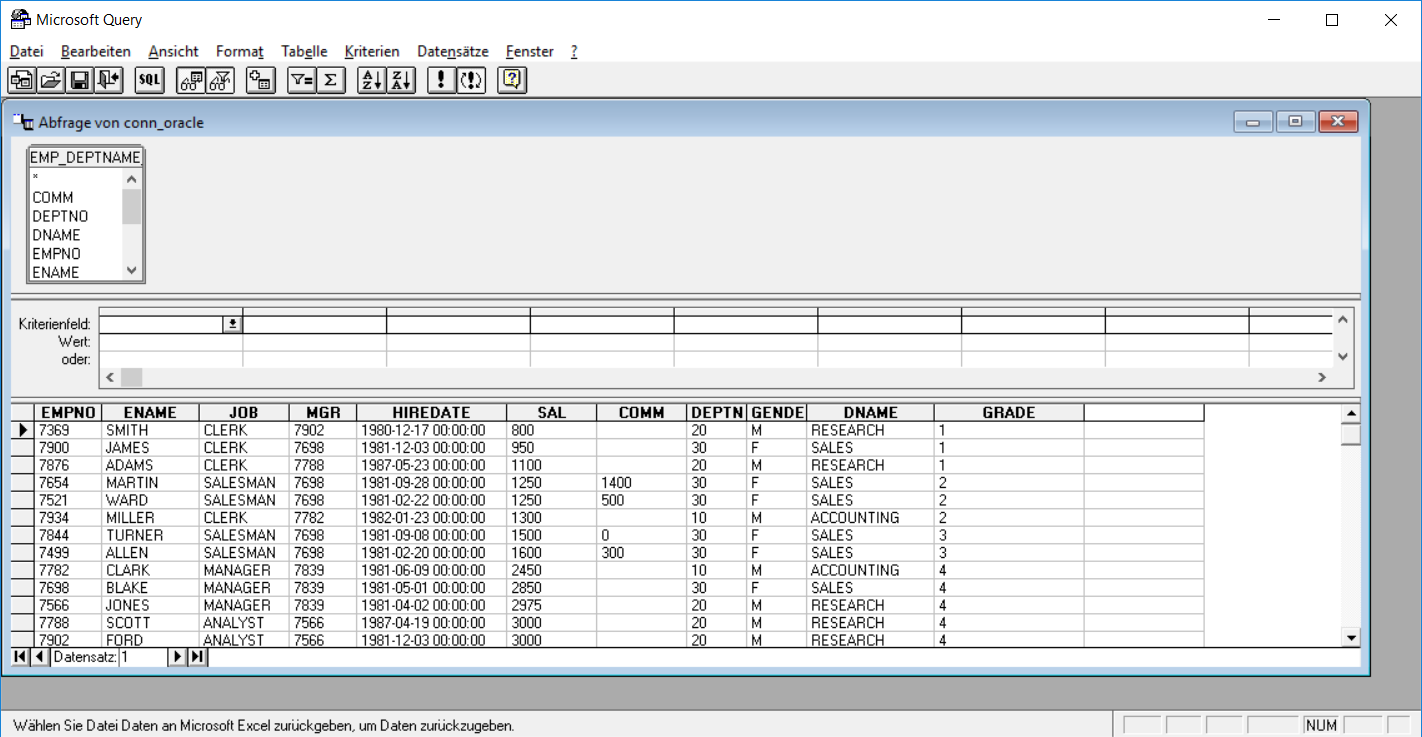 Microsoft Query
Datei Bearbeiten Ansicht Format Tabelle Kriterien Datensätze Fenster ?
SQL
Abfrage von conn_oracle
EMP_DEPTNAME_
*
COMM
DEPTNO
DNAME
EMPNO
ENAME
Kriterienfeld:
Wert:
oder:
EMPNO ENAME JOB MGR HIREDATE SAL COMM DEPTN GENDE DNAME GRADE
7369 SMITH CLERK 7902 1980-12-17 00:00:00 800 20 M RESEARCH 1
7900 JAMES CLERK 7698 1981-12-03 00:00:00 950 30 F SALES 1
7876 ADAMS CLERK 7788 1987-05-23 00:00:00 1100 20 M RESEARCH 1
7654 MARTIN SALESMAN 7698 1981-09-28 00:00:00 1250 1400 30 F SALES 2
7521 WARD SALESMAN 7698 1981-02-22 00:00:00 1250 500 30 F SALES 2
7934 MILLER CLERK 7782 1982-01-23 00:00:00 1300 10 M ACCOUNTING 2
7844 TURNER SALESMAN 7698 1981-09-08 00:00:00 1500 0 30 F SALES 3
7499 ALLEN SALESMAN 7698 1981-02-20 00:00:00 1600 300 30 F SALES 3
7782 CLARK MANAGER 7839 1981-06-09 00:00:00 2450 10 M ACCOUNTING 4
7698 BLAKE MANAGER 7839 1981-05-01 00:00:00 2850 30 F SALES 4
7566 JONES MANAGER 7839 1981-04-02 00:00:00 2975 20 M RESEARCH 4
7788 SCOTT ANALYST 7566 1987-04-19 00:00:00 3000 20 M RESEARCH 4
7902 FORD ANALYST 7566 1981-12-03 00:00:00 3000 20 M RESEARCH 4
Datensatz: 1
Wählen Sie Datei Daten an Microsoft Excel zurückgeben, um Daten zurückzugeben.
NUM